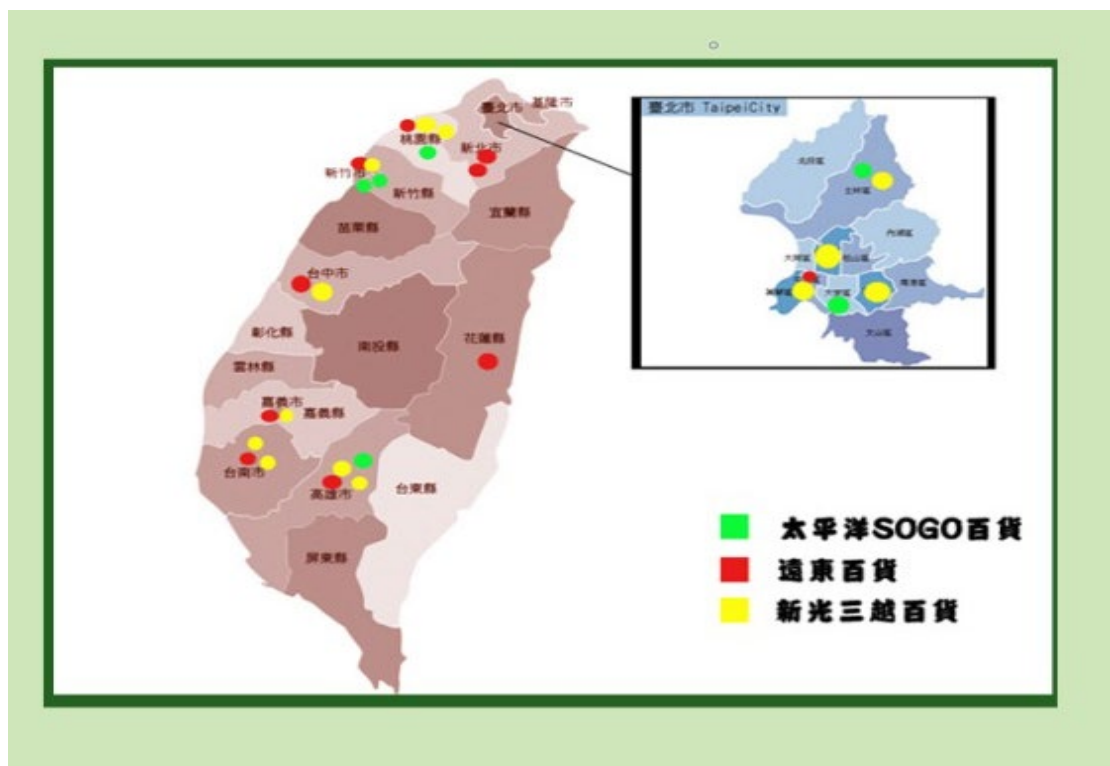 臺北市
基隆市
桃園縣
新北市
新竹市
新竹縣
宜蘭縣
苗栗縣
台中市
彰化縣
南投縣
花蓮縣
雲林縣
嘉義市
嘉義縣
台南市
高雄市
台東縣
屏東縣
臺北市 TaipeiCity
北投區
士林區
內湖區
大同區
松山區
萬華區
大安區
南港區
文山區
太平洋SOGO百貨
遠東百貨
新光三越百貨